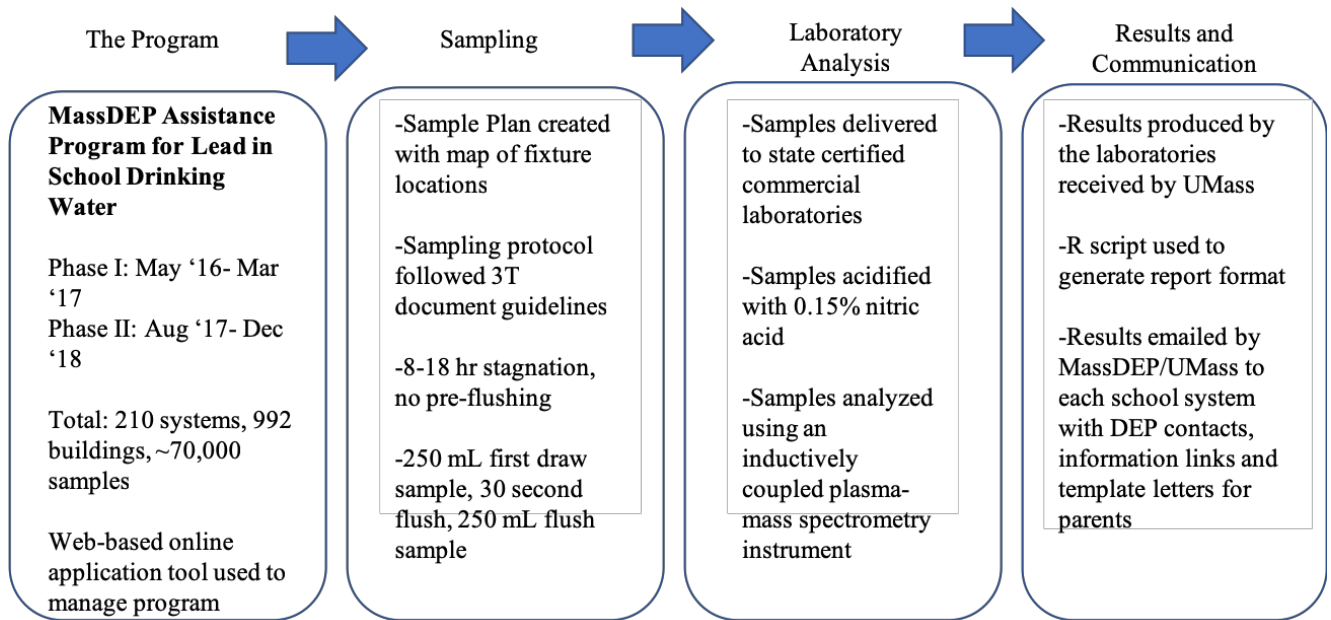 The Program
Sampling
Laboratory
Analysis
Results and
Communication
MassDEP Assistance
Program for Lead in
School Drinking
Water
Phase I: May ‘16- Mar
‘17
Phase II: Aug ‘17- Dec
‘18
Total: 210 systems, 992
buildings, ~70,000
samples
Web-based online
application tool used to
manage program
-Sample Plan created
with map of fixture
locations
-Sampling protocol
followed 3T
document guidelines
-8-18 hr stagnation,
no pre-flushing
-250 mL first draw
sample, 30 second
flush, 250 mL flush
sample
-Samples delivered
to state certified
commercial
laboratories
-Samples acidified
with 0.15% nitric
acid
-Samples analyzed
using an
inductively
coupled plasma-
mass spectrometry
instrument
-Results produced by
the laboratories
received by UMass
-R script used to
generate report format
-Results emailed by
MassDEP/UMass to
each school system
with DEP contacts,
information links and
template letters for
parents